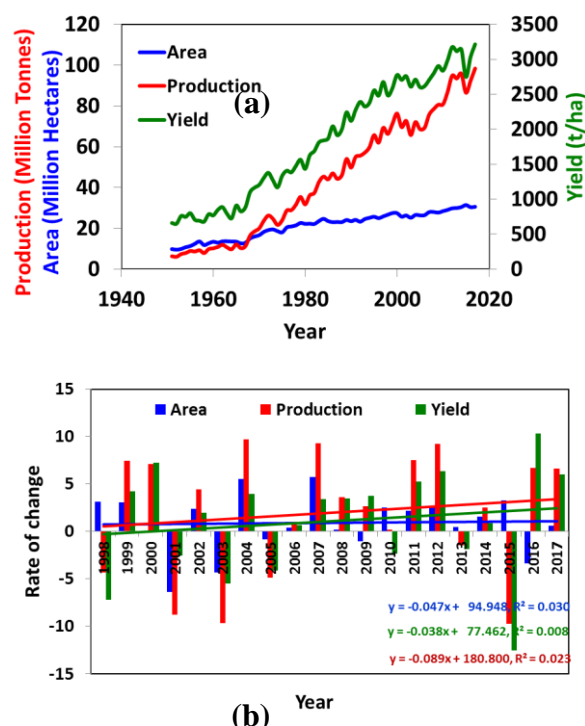 Production (Million Tonnes)
Area (Million Hectares)
120
100
80
60
40
20
0
Area
Production
Yield
(a)
3500
3000
2500
2000
1500
1000
500
0
Yield (t/ha)
1940
1960
1980
2000
2020
Year
Rate of change
15
10
5
0
-5
-10
-15
Area
Production
Yield
1998
1999
2000
2001
2002
2003
2004
2005
2006
2007
2008
2009
2010
2011
2012
2013
2014
2015
2016
2017
y = -0.047x + 94.948, R² = 0.030
y = -0.038x + 77.462, R² = 0.008
y = -0.089x + 180.800, R² = 0.023
Year
(b)